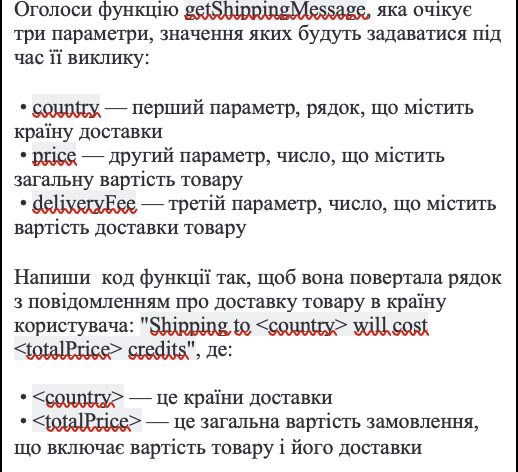 Оголоси функцію getShippingMessage, яка очікує
три параметри, значення яких будуть задаватися під
час її виклику:
• country — перший параметр, рядок, що містить
країну доставки
• price — другий параметр, число, що містить
загальну вартість товару
• deliveryFee — третій параметр, число, що містить
вартість доставки товару
Напиши  код функції так, щоб вона повертала рядок
з повідомленням про доставку товару в країну
користувача: "Shipping to <country> will cost
<totalPrice> credits", де:
• <country> — це країни доставки
• <totalPrice> — це загальна вартість замовлення,
що включає вартість товару і його доставки